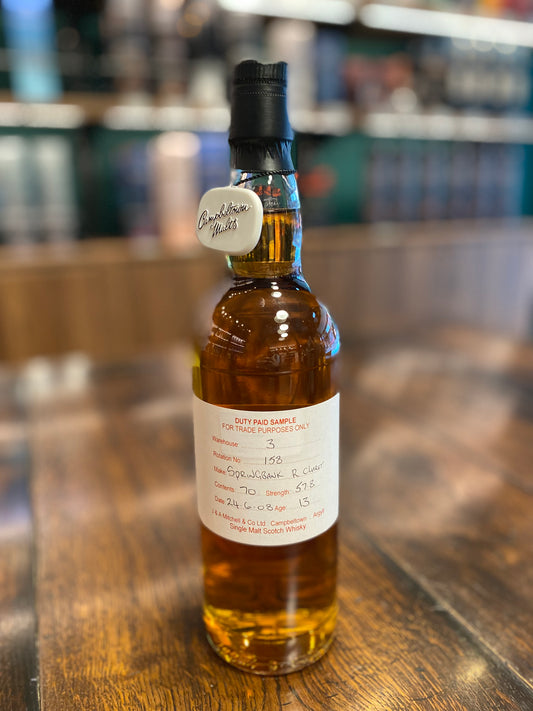 Campbeltown
Malts
DUTY PAID SAMPLE
FOR TRADE PURPOSES ONLY
Warehouse 3
Rotation No 158
Make SPRINGBANK R CLARET
Contents 70 Strength: 57.8
Date: 24-6-08 Age: 13
J & A Mitchell & Co Ltd Campbeltown Argyll
Single Malt Scotch Whisky